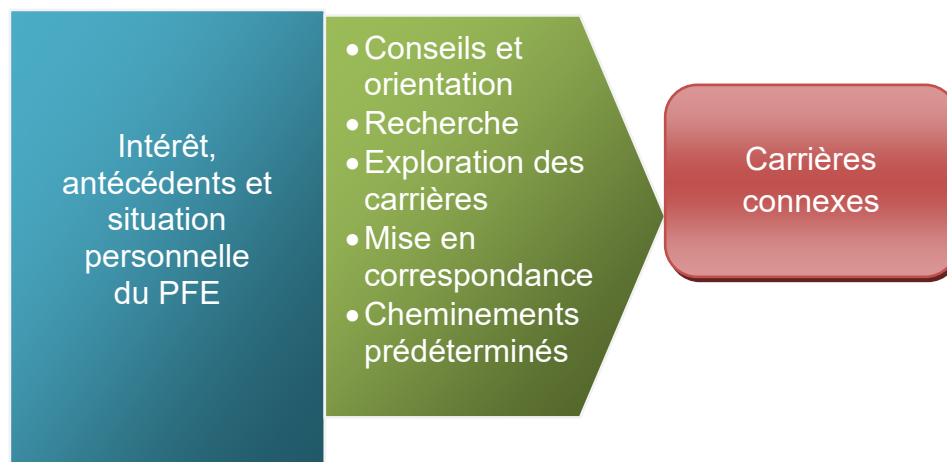 Intérêt,
antécédents et
situation
personnelle
du PFE
• Conseils et
orientation
• Recherche
• Exploration des
carrières
• Mise en
correspondance
• Cheminements
prédéterminés
Carrières
connexes